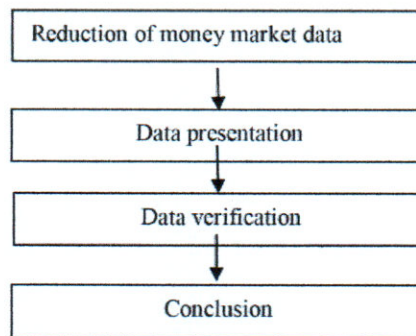 Reduction of money market data
Data presentation
Data verification
Conclusion